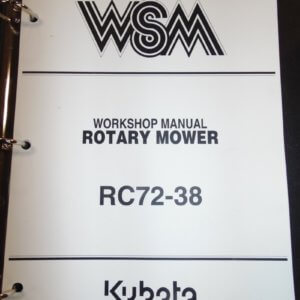 WSM
WORKSHOP MANUAL
ROTARY MOWER
RC72-38
Kubota